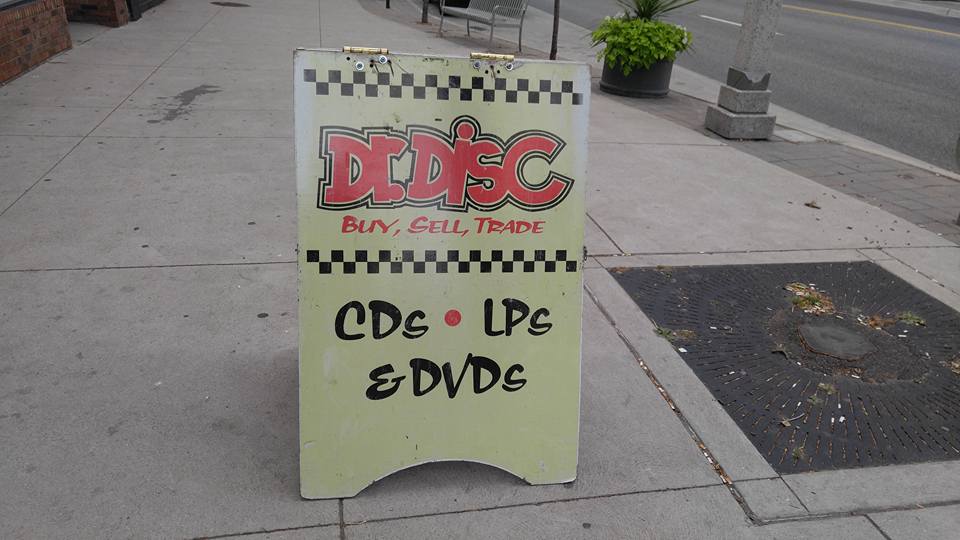 Dr. Disc
Buy, Sell, Trade
CDs • LPs
& DVDs